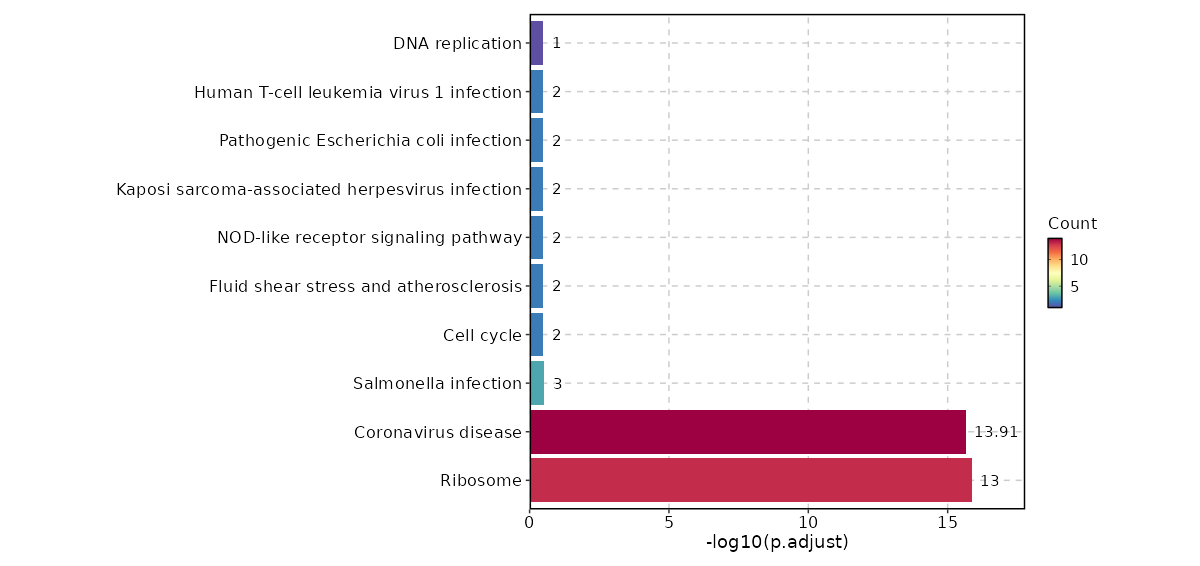 DNA replication 1
Human T-cell leukemia virus 1 infection 2
Pathogenic Escherichia coli infection 2
Kaposi sarcoma-associated herpesvirus infection 2
NOD-like receptor signaling pathway 2
Fluid shear stress and atherosclerosis 2
Cell cycle 2
Salmonella infection 3
Coronavirus disease 13.91
Ribosome 13
0 5 10 15
-log10(p.adjust)
Count
10
5